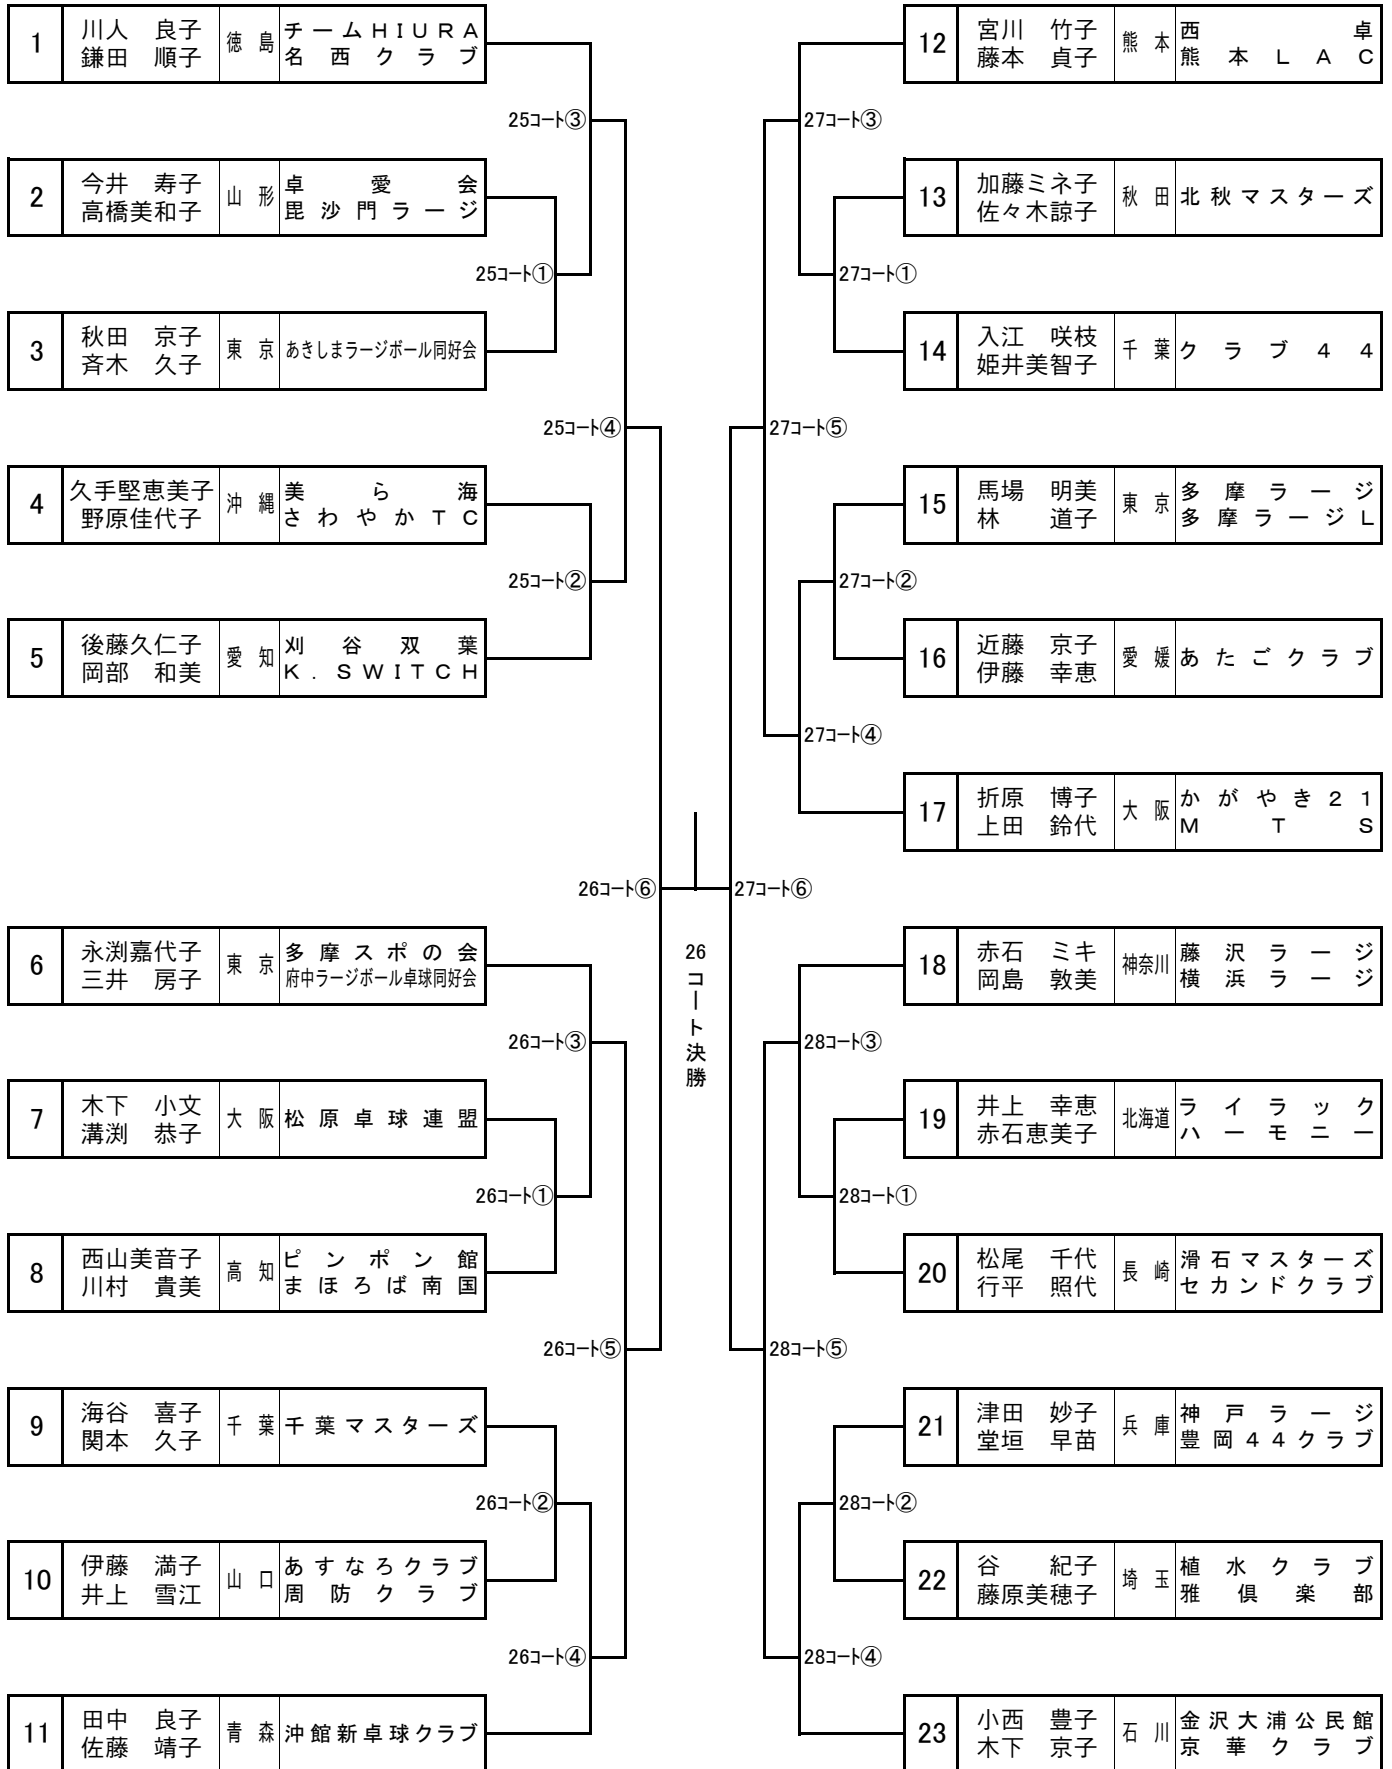 1
川人　良子
鎌田　順子
徳島
チームHIURA
名西クラブ
25コート③
2
今井　寿子
高橋美和子
山形
卓愛会
毘沙門ラージ
25コート①
3
秋田　京子
斉木　久子
東京
あきしまラージボール同好会
25コート④
4
久手堅恵美子
野原佳代子
沖縄
美ら海
さわやかTC
25コート②
5
後藤久仁子
岡部　和美
愛知
刈谷双葉
K.SWITCH
26コート⑥
6
永渕嘉代子
三井　房子
東京
多摩スポの会
府中ラージボール卓球同好会
26コート③
7
木下　小文
溝渕　恭子
大阪
松原卓球連盟
26コート①
8
西山美音子
川村　貴美
高知
ピンポン館
まほろば南国
26コート⑤
9
海谷　喜子
関本　久子
千葉
千葉マスターズ
26コート②
10
伊藤　満子
井上　雪江
山口
あすなろクラブ
周防クラブ
26コート④
11
田中　良子
佐藤　靖子
青森
沖館新卓球クラブ
26コート決勝
12
宮川　竹子
藤本　貞子
熊本
西卓
熊本LAC
27コート③
13
加藤ミネ子
佐々木諒子
秋田
北秋マスターズ
27コート①
14
入江　咲枝
姫井美智子
千葉
クラブ44
27コート⑤
15
馬場　明美
林　　道子
東京
多摩ラージ
多摩ラージL
27コート②
16
近藤　京子
伊藤　幸恵
愛媛
あたごクラブ
27コート④
17
折原　博子
上田　鈴代
大阪
かがやき21
MTS
27コート⑥
18
赤石　ミキ
岡島　敦美
神奈川
藤沢ラージ
横浜ラージ
28コート③
19
井上　幸恵
赤石恵美子
北海道
ライラック
ハーモニー
28コート①
20
松尾　千代
行平　照代
長崎
滑石マスターズ
セカンドクラブ
28コート⑤
21
津田　妙子
堂垣　早苗
兵庫
神戸ラージ
豊岡44クラブ
28コート②
22
谷　　紀子
藤原美穂子
埼玉
植水クラブ
雅倶楽部
28コート④
23
小西　豊子
木下　京子
石川
金沢大浦公民館
京華クラブ